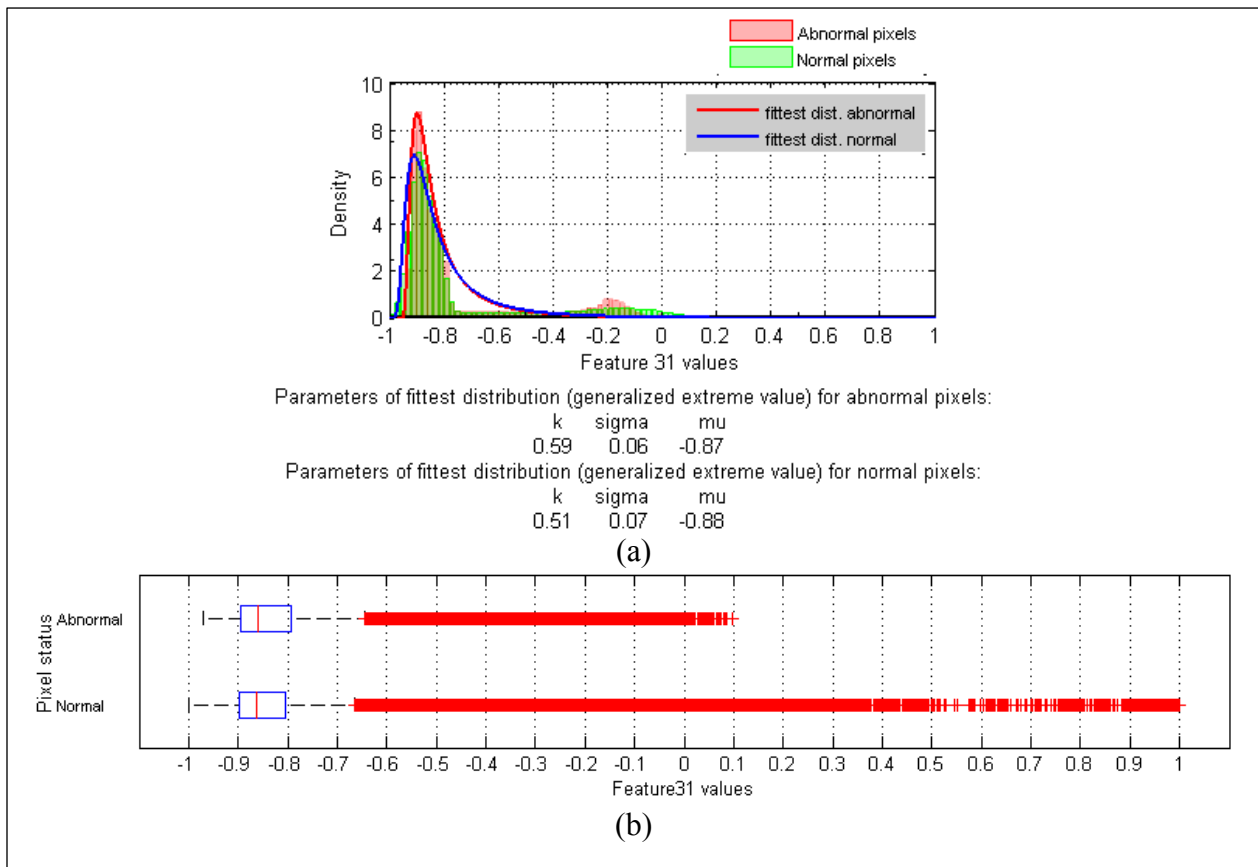 Abnormal pixels
Normal pixels
10
8
6
4
2
0
Density
fittest dist. abnormal
fittest dist. normal
-1 -0.8 -0.6 -0.4 -0.2 0 0.2 0.4 0.6 0.8 1
Feature 31 values
Parameters of fittest distribution (generalized extreme value) for abnormal pixels:
k sigma mu
0.59 0.06 -0.87
Parameters of fittest distribution (generalized extreme value) for normal pixels:
k sigma mu
0.51 0.07 -0.88
(a)
Pixel status
Abnormal
Normal
-1 -0.9 -0.8 -0.7 -0.6 -0.5 -0.4 -0.3 -0.2 -0.1 0 0.1 0.2 0.3 0.4 0.5 0.6 0.7 0.8 0.9 1
Feature31 values
(b)